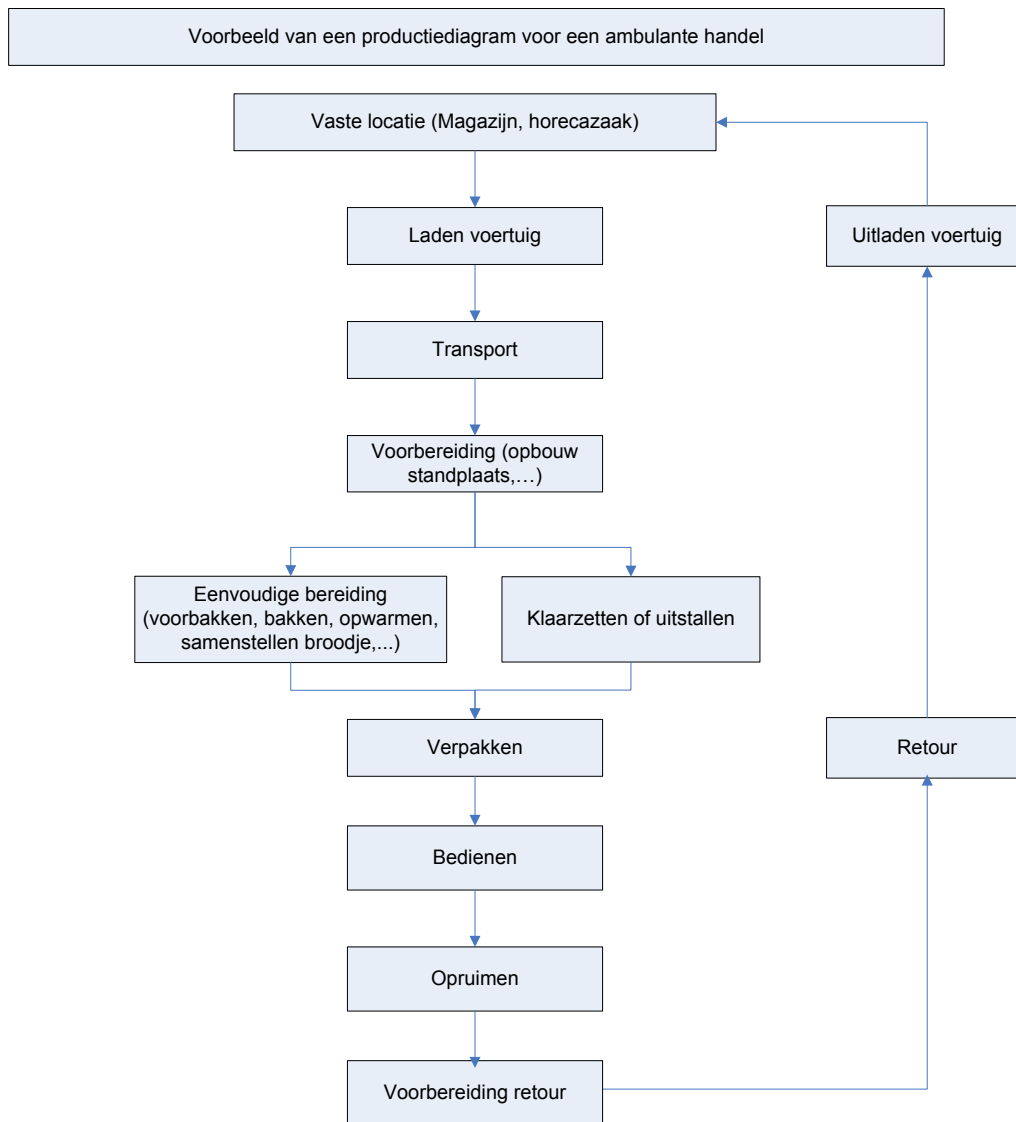 Voorbeeld van een productiediagram voor een ambulante handel
Vaste locatie (Magazijn, horecazaak)
Laden voertuig
Uitladen voertuig
Transport
Voorbereiding (opbouw
standplaats,…)
Eenvoudige bereiding
(voorbakken, bakken, opwarmen,
samenstellen broodje,...)
Klaarzetten of uitstallen
Verpakken
Retour
Bedienen
Opruimen
Voorbereiding retour